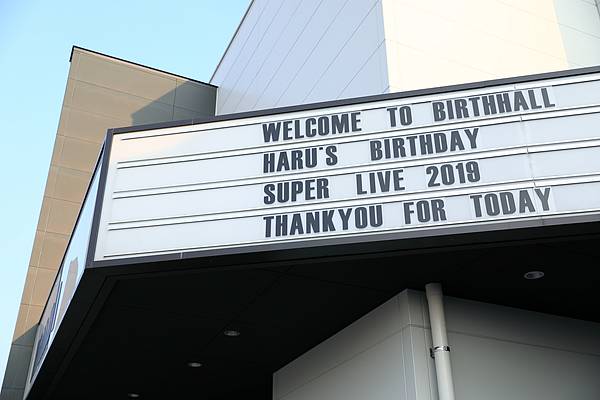 WELCOME TO BIRTHHALL
HARU'S BIRTHDAY
SUPER LIVE 2019
THANKYOU FOR TODAY